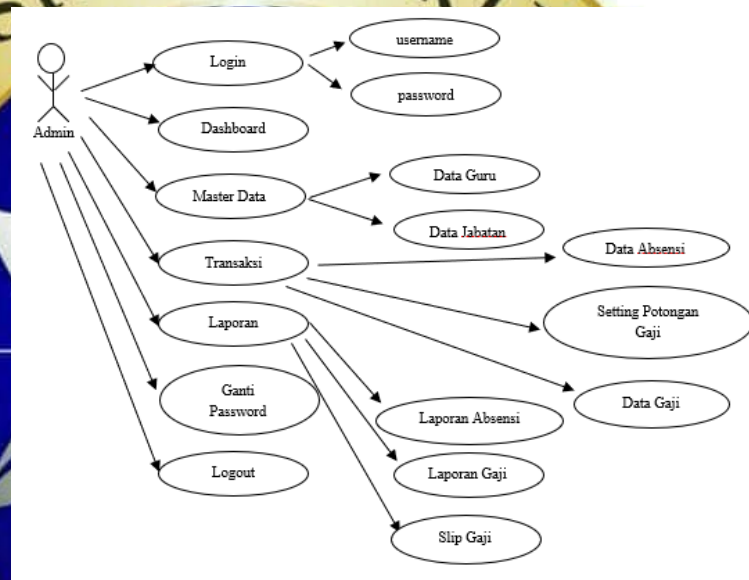 Admin
Login
username
password
Dashboard
Master Data
Data Guru
Data Jabatan
Transaksi
Data Absensi
Setting Potongan
Gaji
Data Gaji
Laporan
Laporan Absensi
Laporan Gaji
Slip Gaji
Ganti
Password
Logout